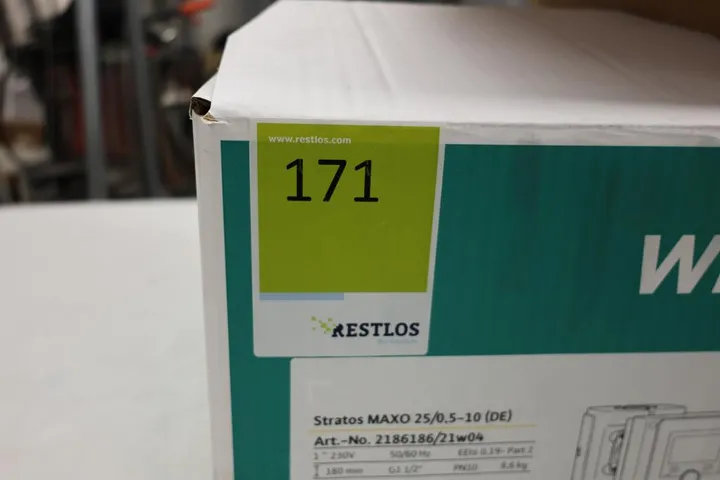 www.restlos.com
171
RESTLOS
Stratos MAXO 25/0,5-10 (DE)
Art.-No. 2186186/21w04
1" 230V 50/60 Hz EEI≤ 0,19- Part 2
180 mm G1 1/2" PN10 6,6 kg